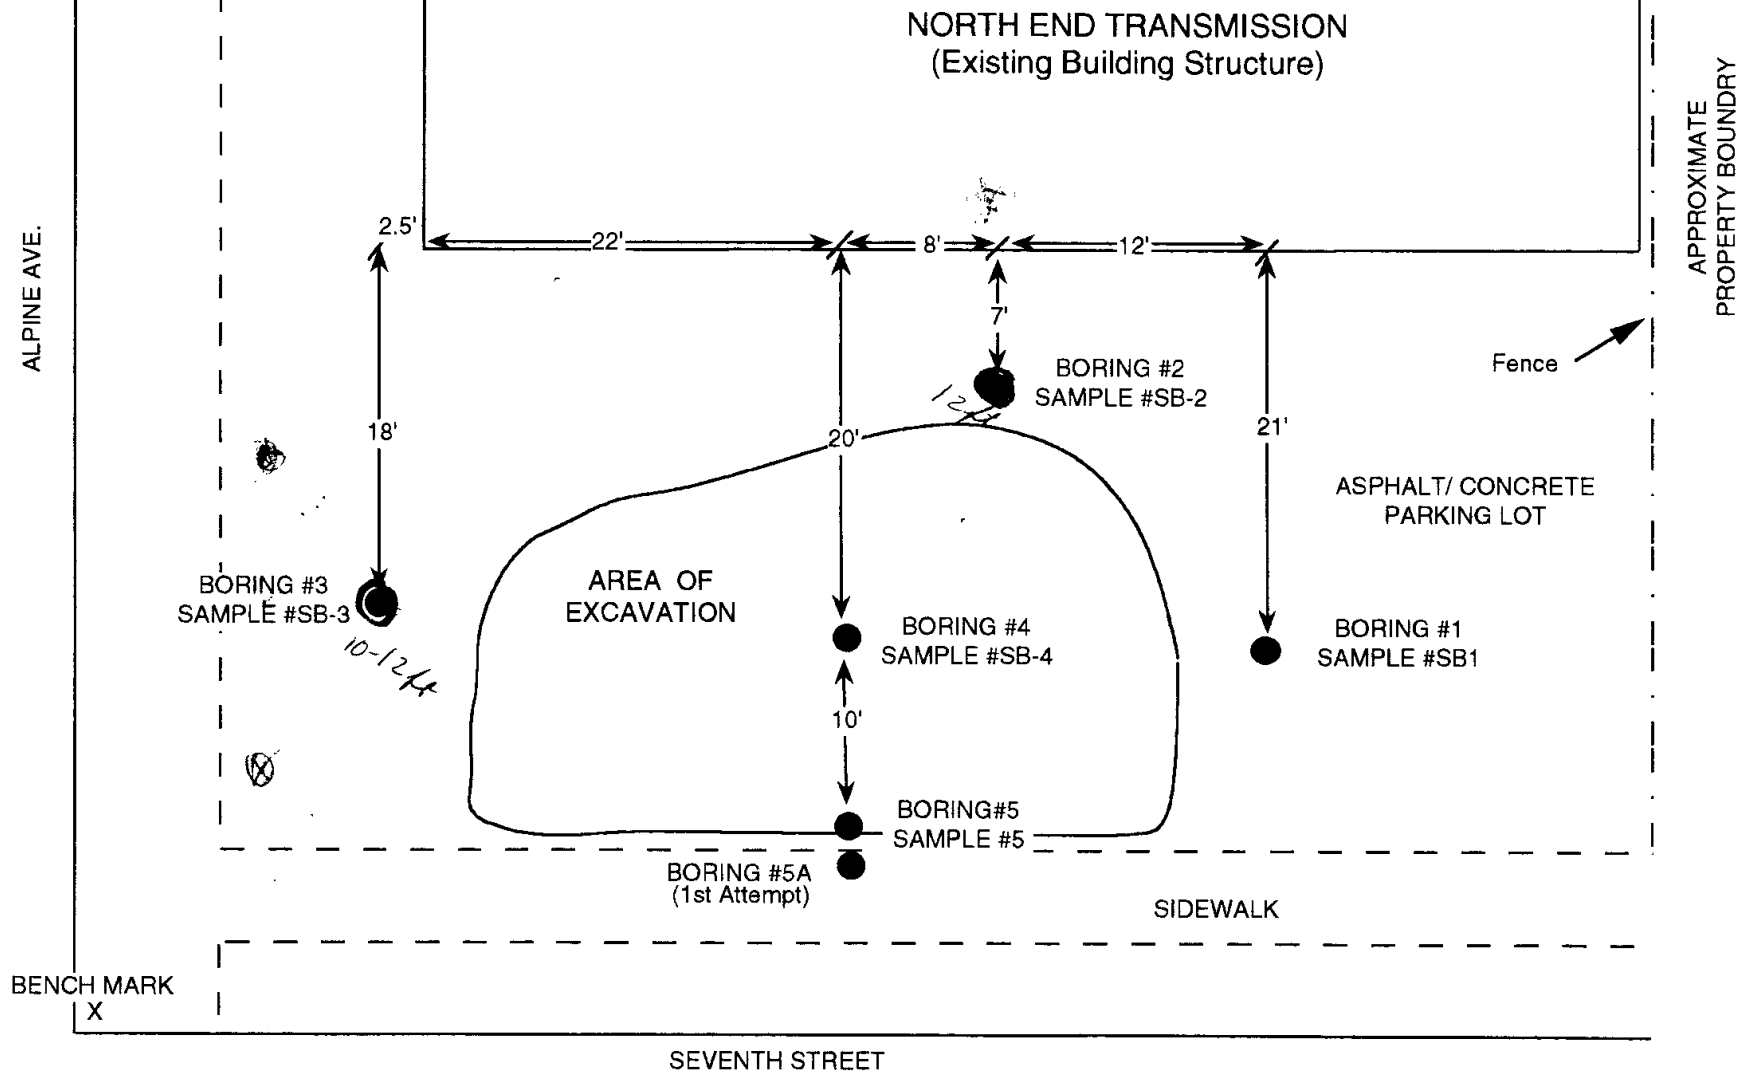 NORTH END TRANSMISSION
(Existing Building Structure)
APPROXIMATE
PROPERTY BOUNDRY
ALPINE AVE.
2.5'
22'
8'
12'
7'
Fence
BORING #2
SAMPLE #SB-2
12ft
18'
20'
21'
ASPHALT/ CONCRETE
PARKING LOT
BORING #3
SAMPLE #SB-3
10-12ft
AREA OF
EXCAVATION
BORING #4
SAMPLE #SB-4
BORING #1
SAMPLE #SB1
10'
BORING#5
SAMPLE #5
BORING #5A
(1st Attempt)
SIDEWALK
BENCH MARK
X
SEVENTH STREET